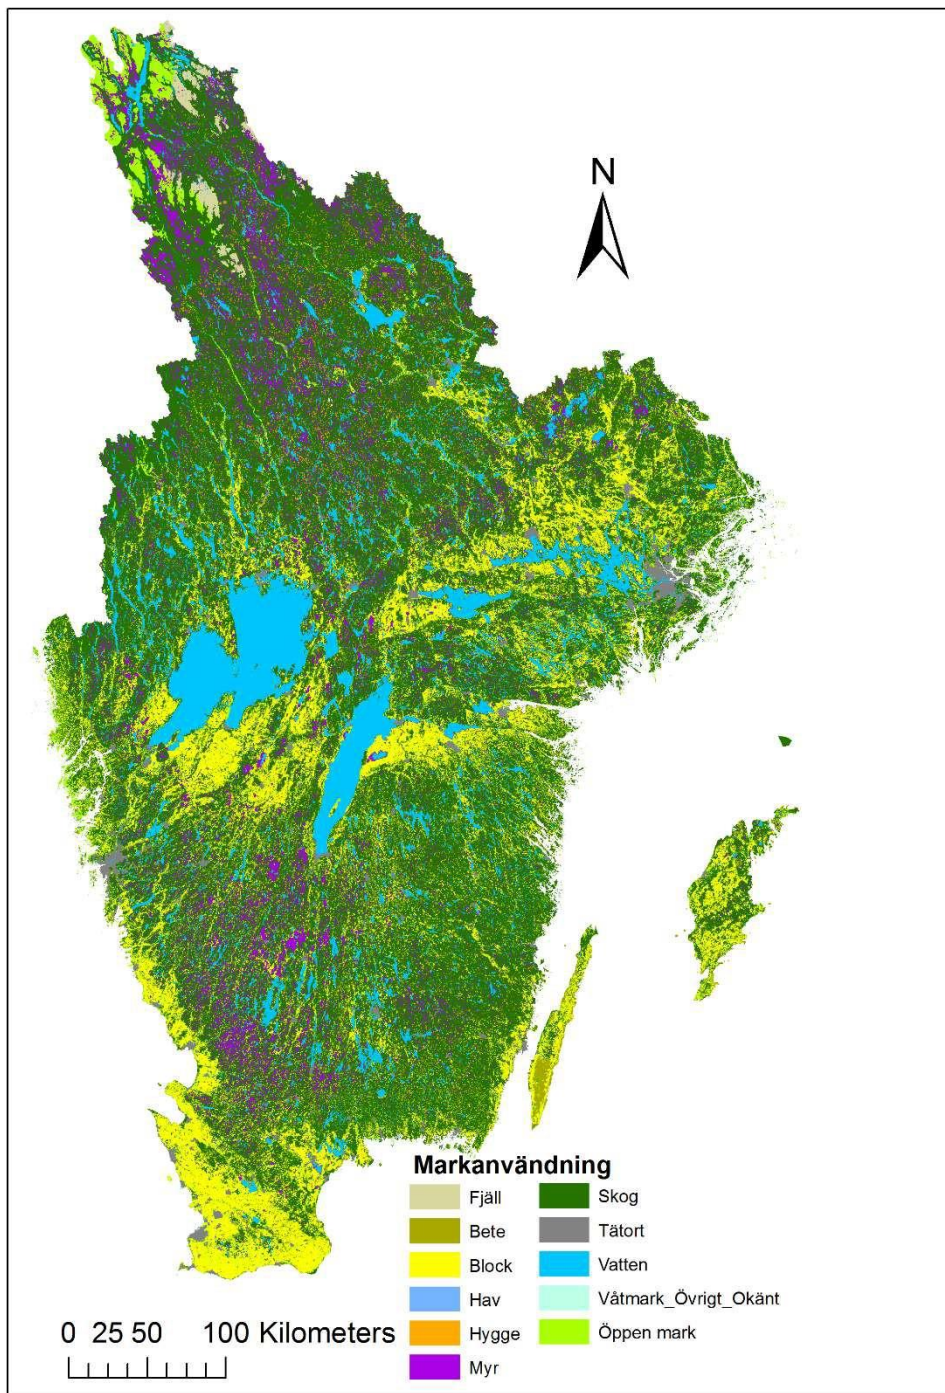 N
Markanvändning
Fjäll
Bete
Block
Hav
Hygge
Myr
Skog
Tätort
Vatten
Våtmark_Övrigt_Okänt
Öppen mark
0 25 50 100 Kilometers